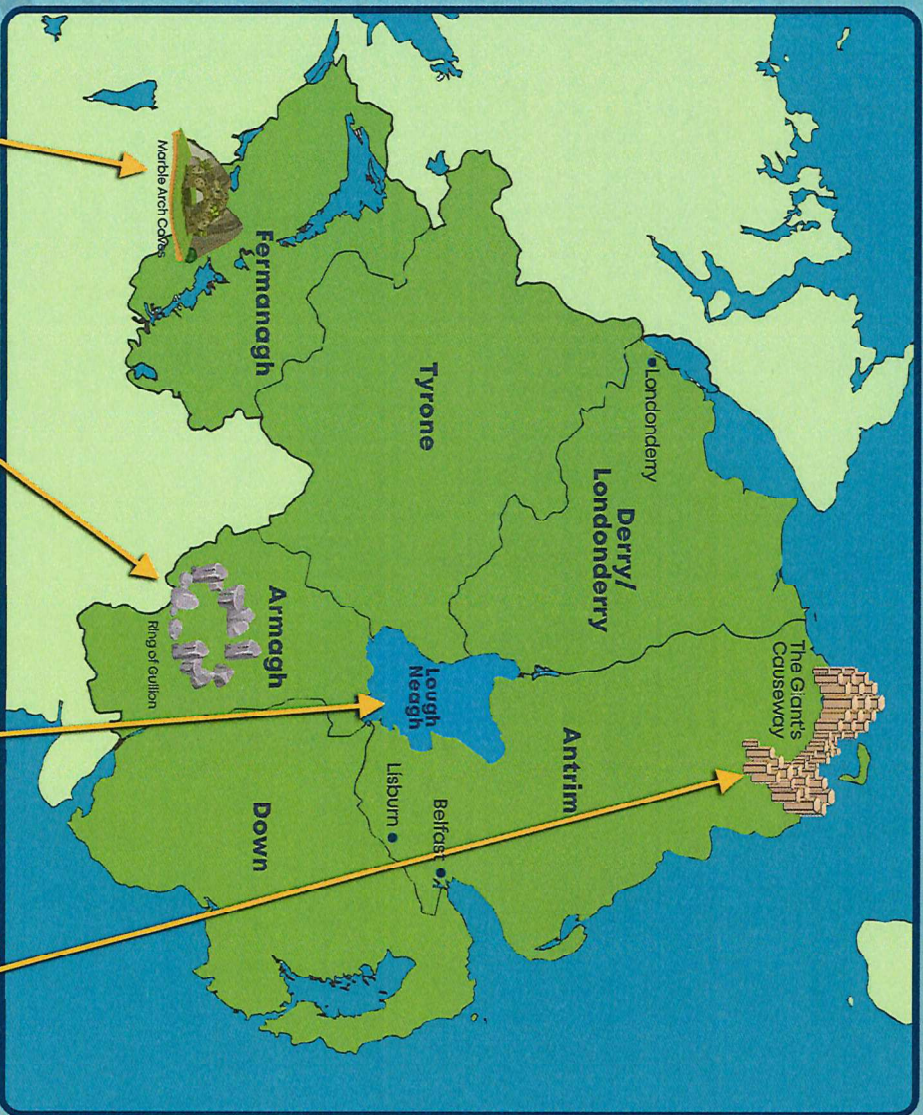 The Giant's
Causeway
Londonderry
Derry/
Londonderry
Antrim
Tyrone
Lough
Neagh
Belfast
Lisburn
Fermanagh
Armagh
Down
Marble Arch Caves
Ring of Gullion